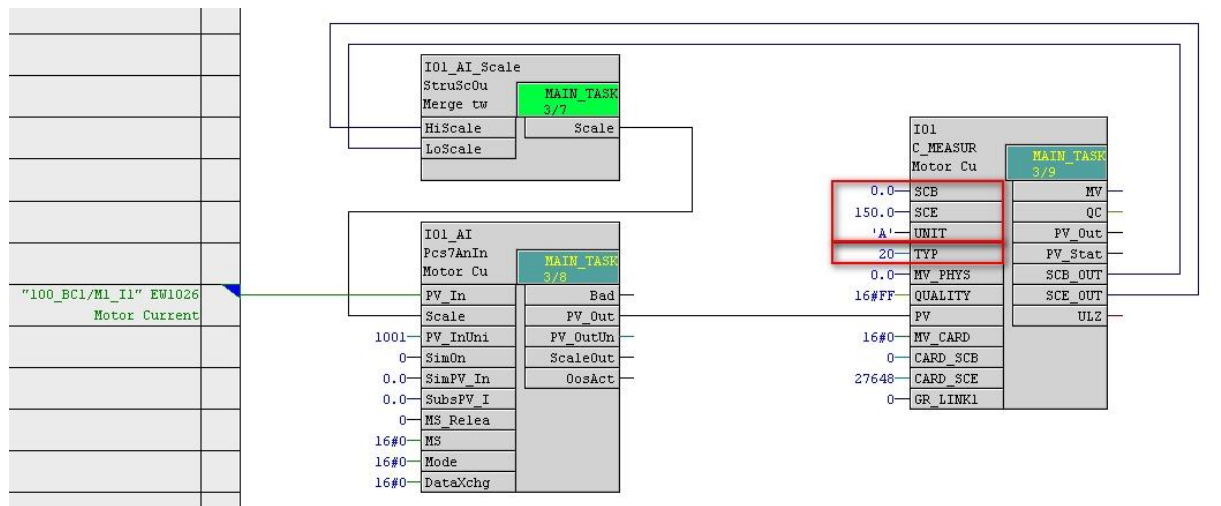 I01_AI_Scale
StruScOu
Merge tw
MAIN_TASK
3/7
HiScale
Scale
LoScale
I01
C_MEASUR
Motor Cu
MAIN_TASK
3/9
0.0
SCB
MV
150.0
SCE
QC
'A'
UNIT
PV_Out
20
TYP
PV_Stat
0.0
MV_PHYS
SCB_OUT
16#FF
QUALITY
SCE_OUT
PV
ULZ
16#0
MV_CARD
0
CARD_SCB
27648
CARD_SCE
0
GR_LINK1
I01_AI
Pcs7AnIn
Motor Cu
MAIN_TASK
3/8
"100_BC1/M1_I1" EW1026
Motor Current
PV_In
Bad
Scale
PV_Out
1001
PV_InUni
PV_OutUn
0
SimOn
ScaleOut
0.0
SimPV_In
OosAct
0.0
SubsPV_I
0
MS_Relea
16#0
MS
16#0
Mode
16#0
DataXchg